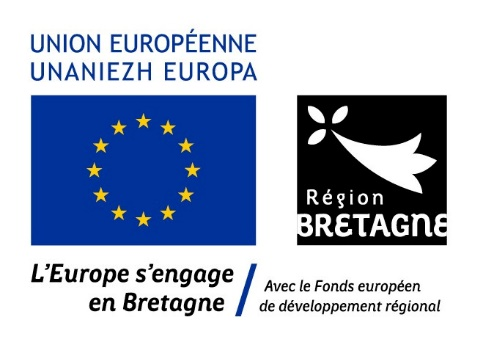 UNION EUROPÉENNE
UNANIEZH EUROPA
Région
BRETAGNE
L'Europe s'engage
en Bretagne
Avec le Fonds européen
de développement régional